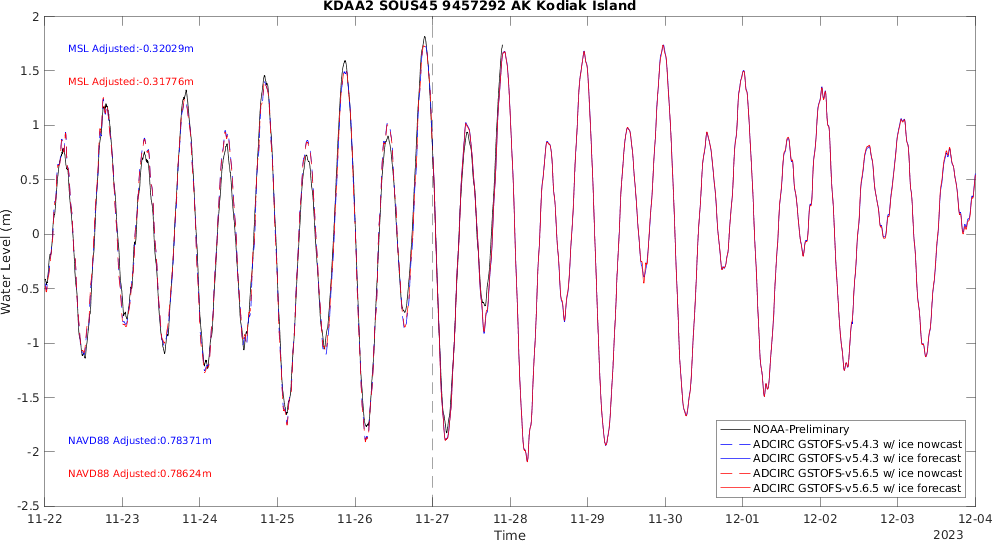 KDAA2 SOUS45 9457292 AK Kodiak Island
2
1.5
1
0.5
0
-0.5
-1
-1.5
-2
-2.5
Water Level (m)
MSL Adjusted:-0.32029m
MSL Adjusted:-0.31776m
NAVD88 Adjusted:0.78371m
NAVD88 Adjusted:0.78624m
NOAA-Preliminary
ADCIRC GSTOFS-v5.4.3 w/ ice nowcast
ADCIRC GSTOFS-v5.4.3 w/ ice forecast
ADCIRC GSTOFS-v5.6.5 w/ ice nowcast
ADCIRC GSTOFS-v5.6.5 w/ ice forecast
11-22 11-23 11-24 11-25 11-26 11-27 11-28 11-29 11-30 12-01 12-02 12-03 12-04
Time
2023